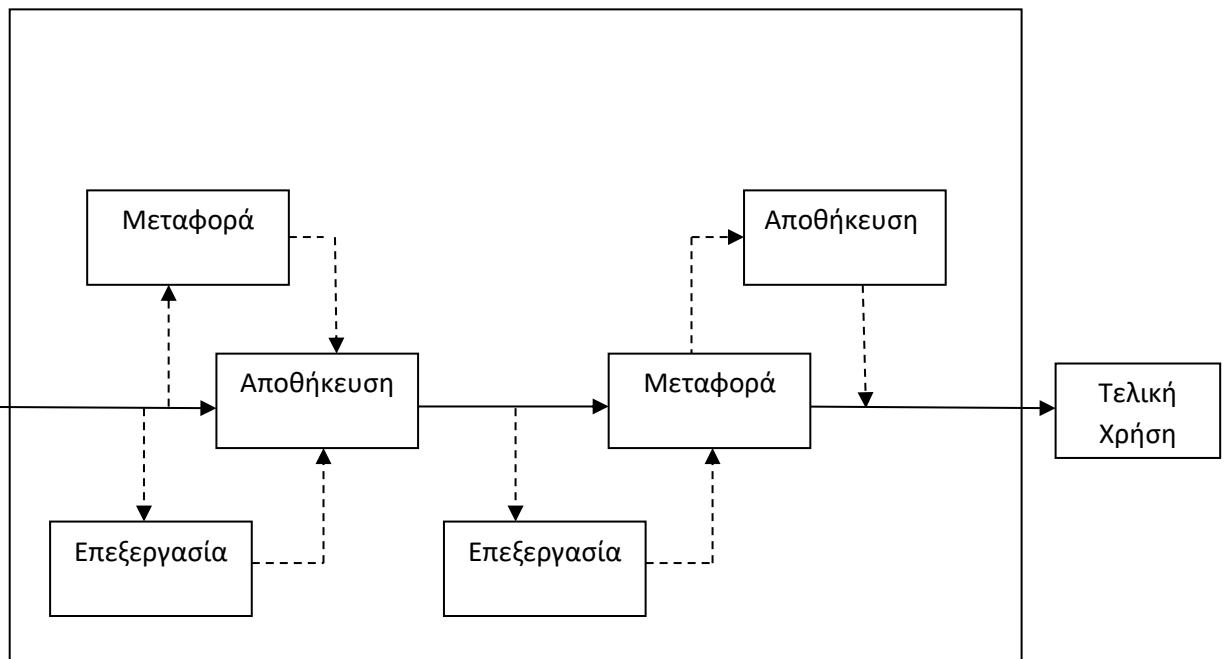 Μεταφορά
Αποθήκευση
Αποθήκευση
Μεταφορά
Τελική
Χρήση
Επεξεργασία
Επεξεργασία